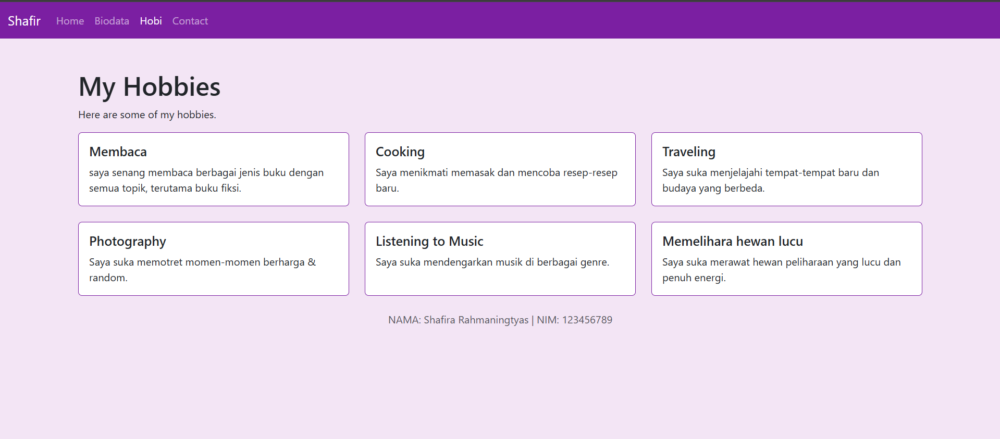 Shafir Home Biodata Hobi Contact
My Hobbies
Here are some of my hobbies.
Membaca
saya senang membaca berbagai jenis buku dengan
semua topik, terutama buku fiksi.
Cooking
Saya menikmati memasak dan mencoba resep-resep
baru.
Traveling
Saya suka menjelajahi tempat-tempat baru dan
budaya yang berbeda.
Photography
Saya suka memotret momen-momen berharga &
random.
Listening to Music
Saya suka mendengarkan musik di berbagai genre.
Memelihara hewan lucu
Saya suka merawat hewan peliharaan yang lucu dan
penuh energi.
NAMA: Shafira Rahmaningtyas | NIM: 123456789